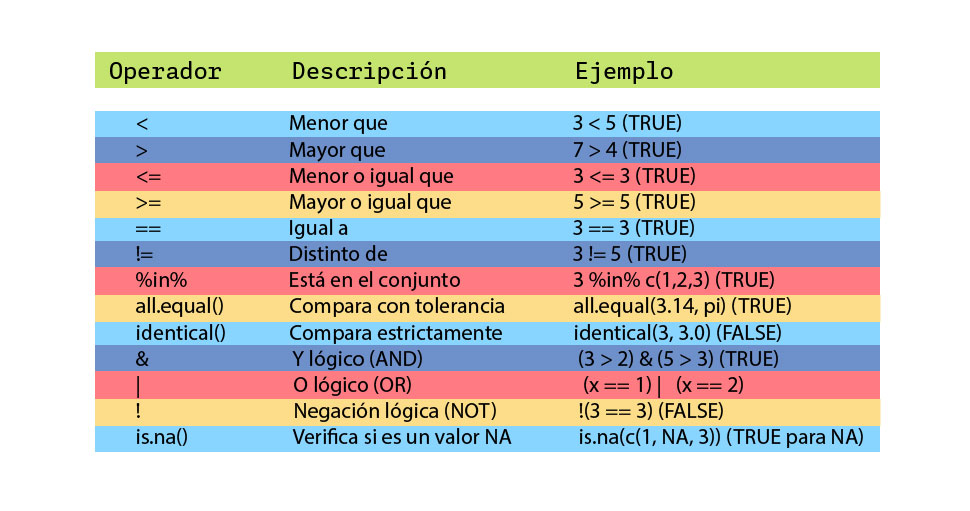 Operador Descripción Ejemplo
< Menor que 3 < 5 (TRUE)
> Mayor que 7 > 4 (TRUE)
<= Menor o igual que 3 <= 3 (TRUE)
>= Mayor o igual que 5 >= 5 (TRUE)
== Igual a 3 == 3 (TRUE)
!= Distinto de 3 != 5 (TRUE)
%in% Está en el conjunto 3 %in% c(1,2,3) (TRUE)
all.equal() Compara con tolerancia all.equal(3.14, pi) (TRUE)
identical() Compara estrictamente identical(3, 3.0) (FALSE)
& Y lógico (AND) (3 > 2) & (5 > 3) (TRUE)
| O lógico (OR) (x == 1) | (x == 2)
! Negación lógica (NOT) !(3 == 3) (FALSE)
is.na() Verifica si es un valor NA is.na(c(1, NA, 3)) (TRUE para NA)